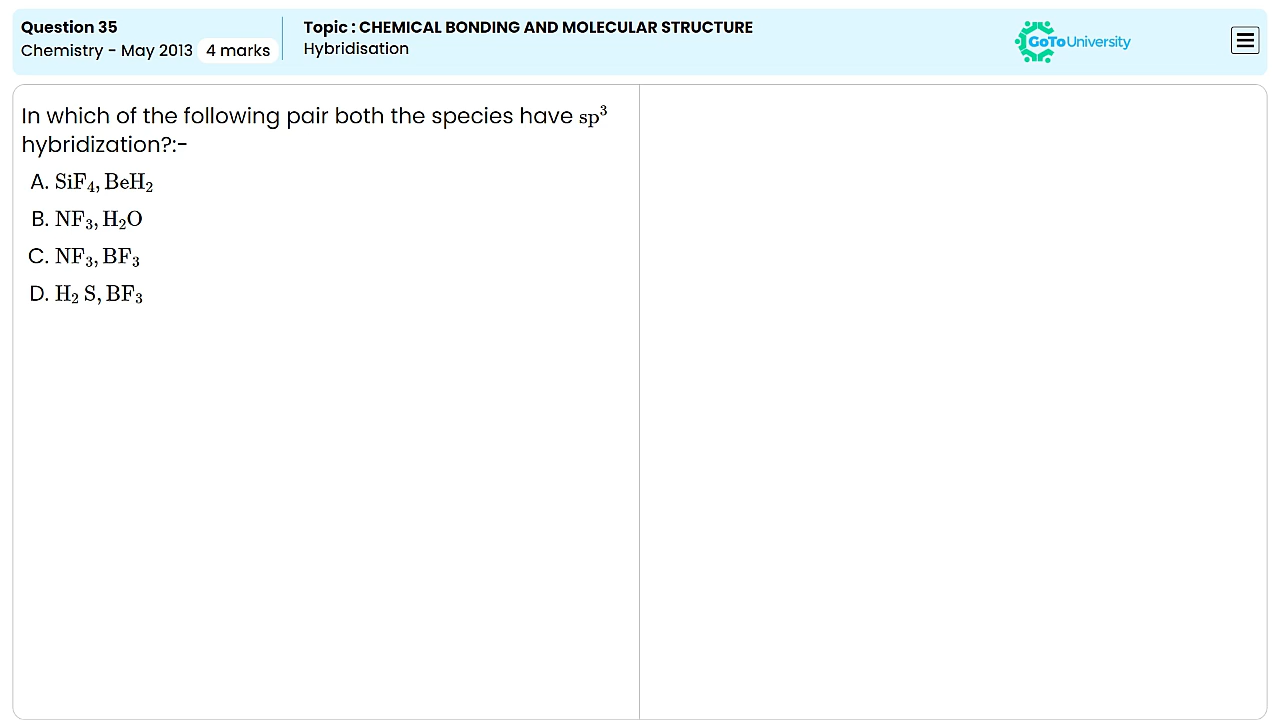 Question 35
Chemistry - May 2013 4 marks
Topic : CHEMICAL BONDING AND MOLECULAR STRUCTURE
Hybridisation
GoToUniversity
In which of the following pair both the species have sp³
hybridization?:-
A. SiF₄, BeH₂
B. NF₃, H₂O
C. NF₃, BF₃
D. H₂ S, BF₃